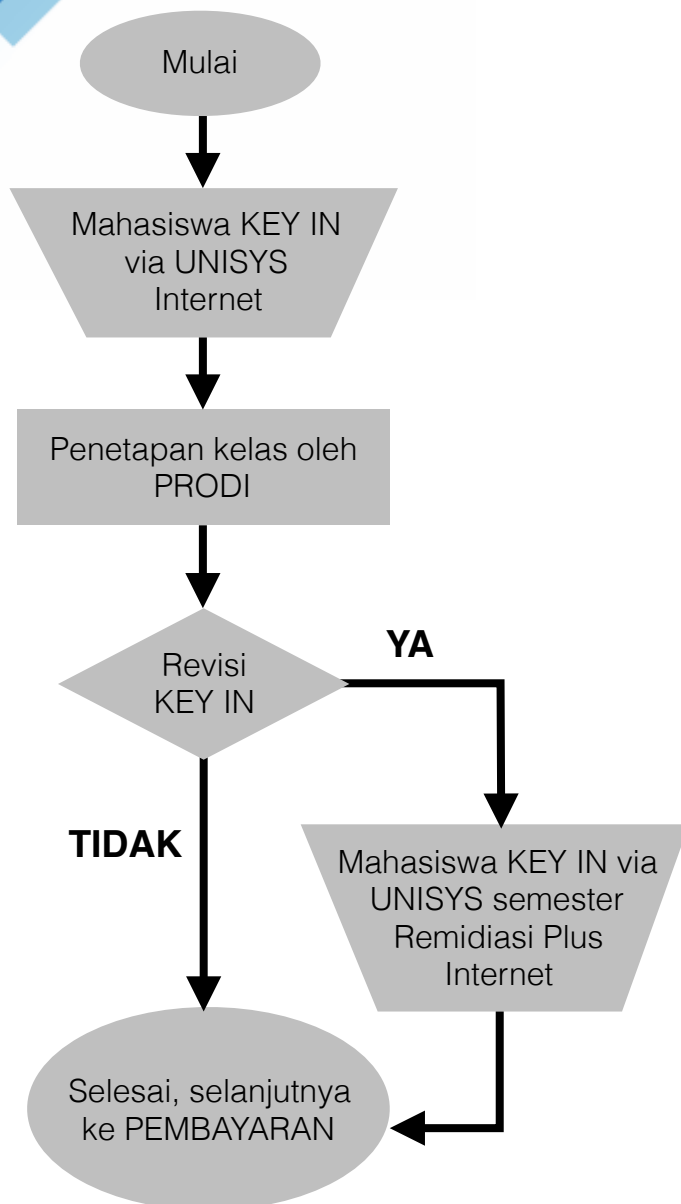 Mulai
Mahasiswa KEY IN
via UNISYS
Internet
Penetapan kelas oleh
PRODI
Revisi
KEY IN
YA
TIDAK
Mahasiswa KEY IN via
UNISYS semester
Remidiasi Plus
Internet
Selesai, selanjutnya
ke PEMBAYARAN